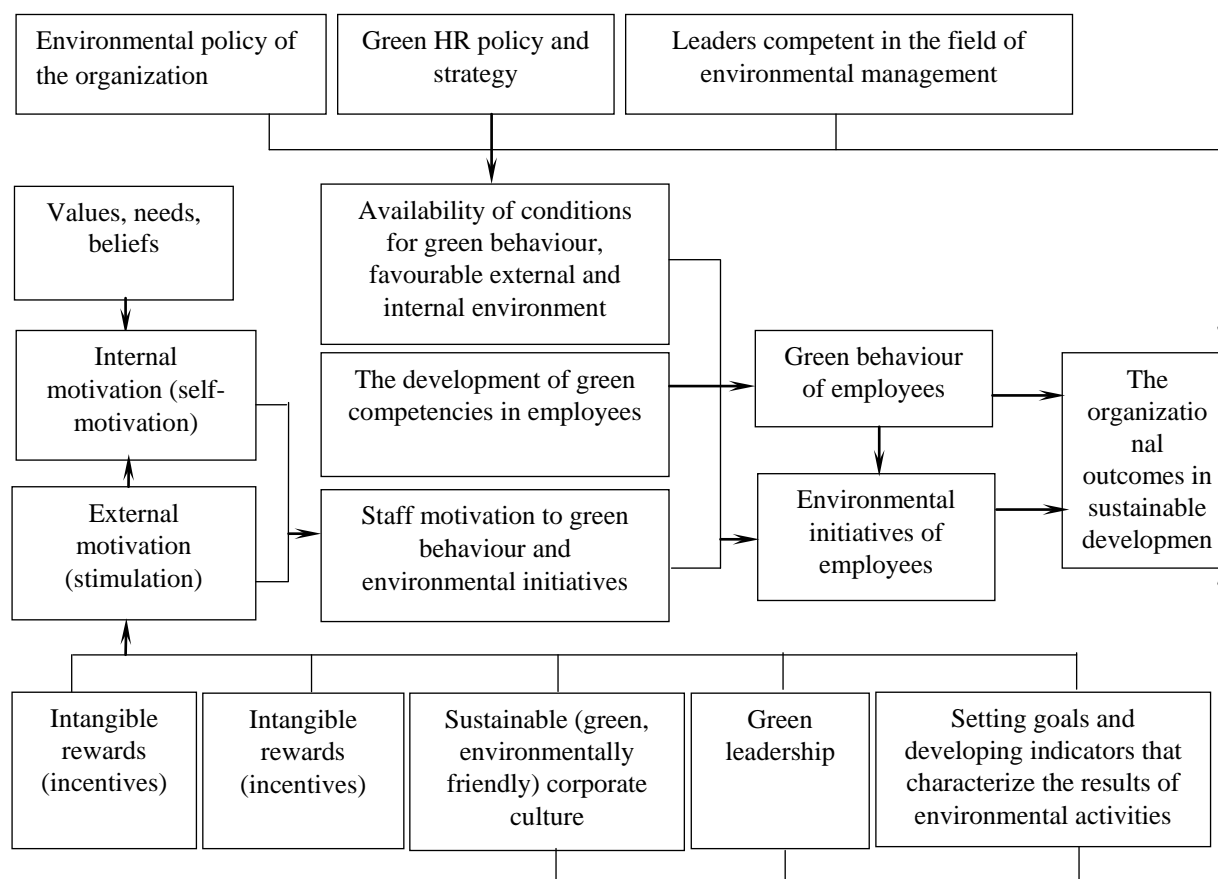 Environmental policy of
the organization
Green HR policy and
strategy
Leaders competent in the field of
environmental management
Values, needs,
beliefs
Availability of conditions
for green behaviour,
favourable external and
internal environment
Internal
motivation (self-
motivation)
The development of green
competencies in employees
Green behaviour
of employees
The
organizatio
nal
outcomes in
sustainable
developmen
External
motivation
(stimulation)
Staff motivation to green
behaviour and
environmental initiatives
Environmental
initiatives of
employees
Intangible
rewards
(incentives)
Intangible
rewards
(incentives)
Sustainable (green,
environmentally
friendly) corporate
culture
Green
leadership
Setting goals and
developing indicators that
characterize the results of
environmental activities